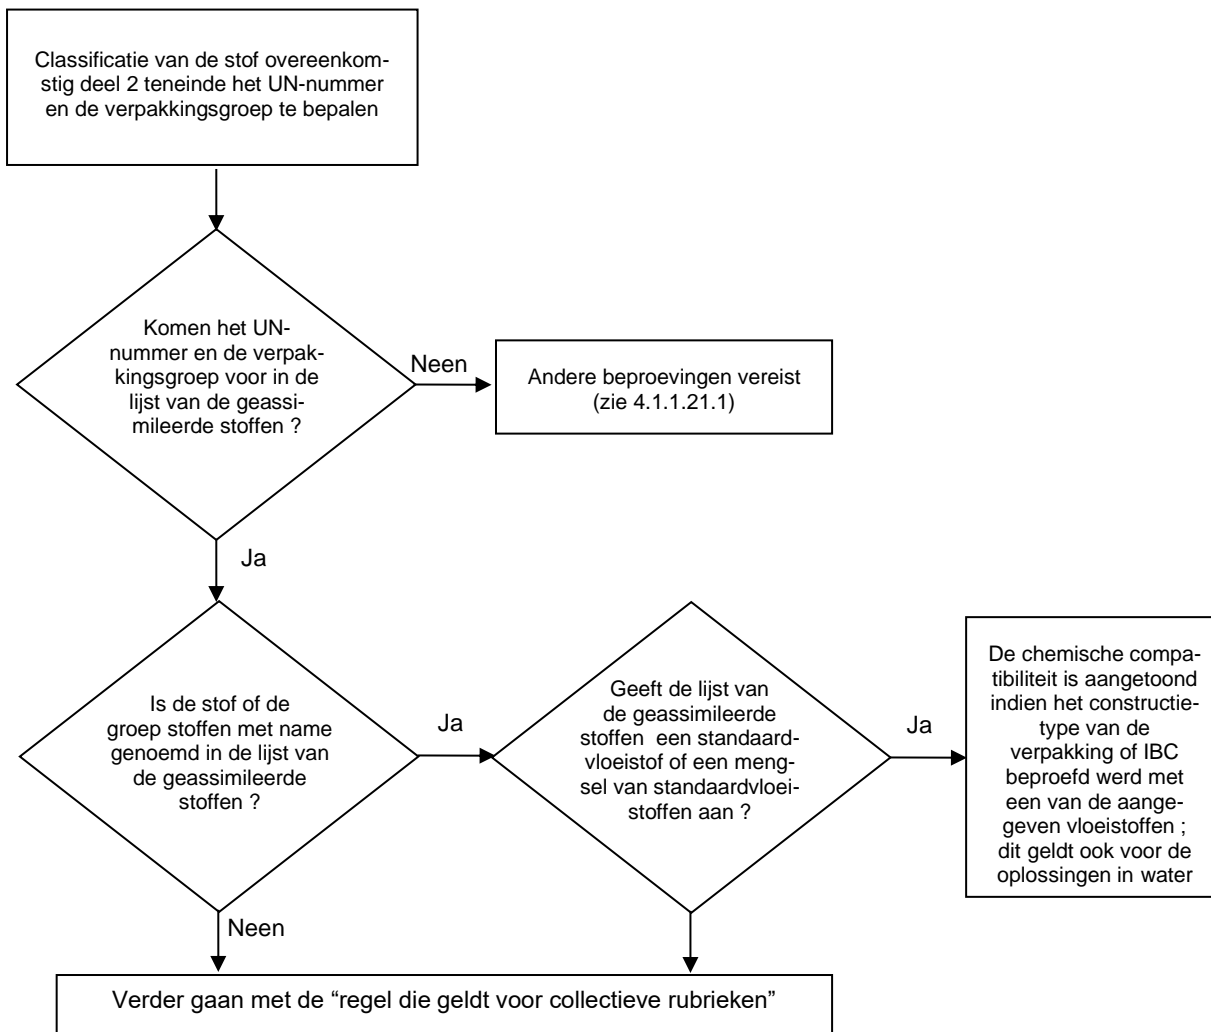 Classificatie van de stof overeenkom-
stig deel 2 teneinde het UN-nummer
en de verpakkingsgroep te bepalen
Komen het UN-
nummer en de verpak-
kingsgroep voor in de
lijst van de geassi-
mileerde stoffen ?
Neen
Andere beproevingen vereist
(zie 4.1.1.21.1)
Ja
Is de stof of de
groep stoffen met name
genoemd in de lijst van
de geassimileerde
stoffen ?
Ja
Geeft de lijst van
de geassimileerde
stoffen een standaard-
vloeistof of een meng-
sel van standaardvloei-
stoffen aan ?
Ja
De chemische compa-
tibiliteit is aangetoond
indien het constructie-
type van de
verpakking of IBC
beproefd werd met
een van de aange-
geven vloeistoffen ;
dit geldt ook voor de
oplossingen in water
Neen
Verder gaan met de “regel die geldt voor collectieve rubrieken”